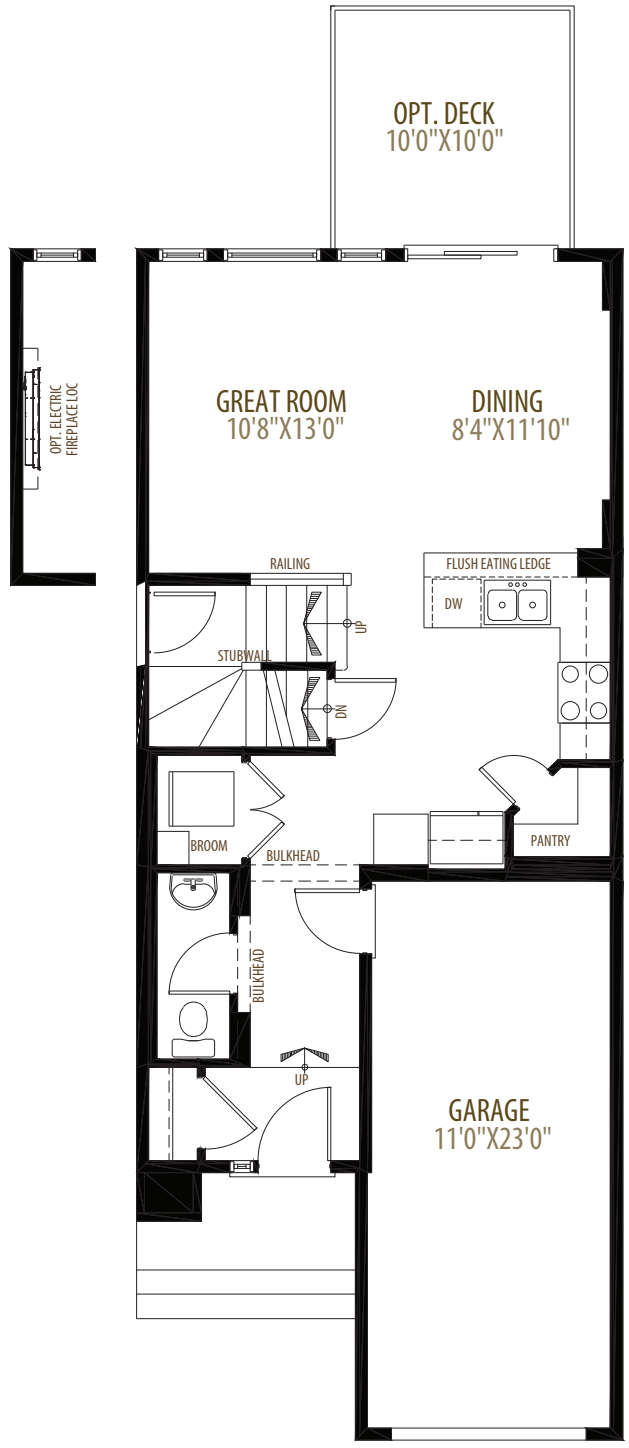 OPT. DECK
10'0"X10'0"
OPT. ELECTRIC
FIREPLACE LOC
GREAT ROOM
10'8"X13'0"
DINING
8'4"X11'10"
RAILING
FLUSH EATING LEDGE
DW
UP
STUBWALL
DN
BROOM
BULKHEAD
PANTRY
BULKHEAD
UP
GARAGE
11'0"X23'0"